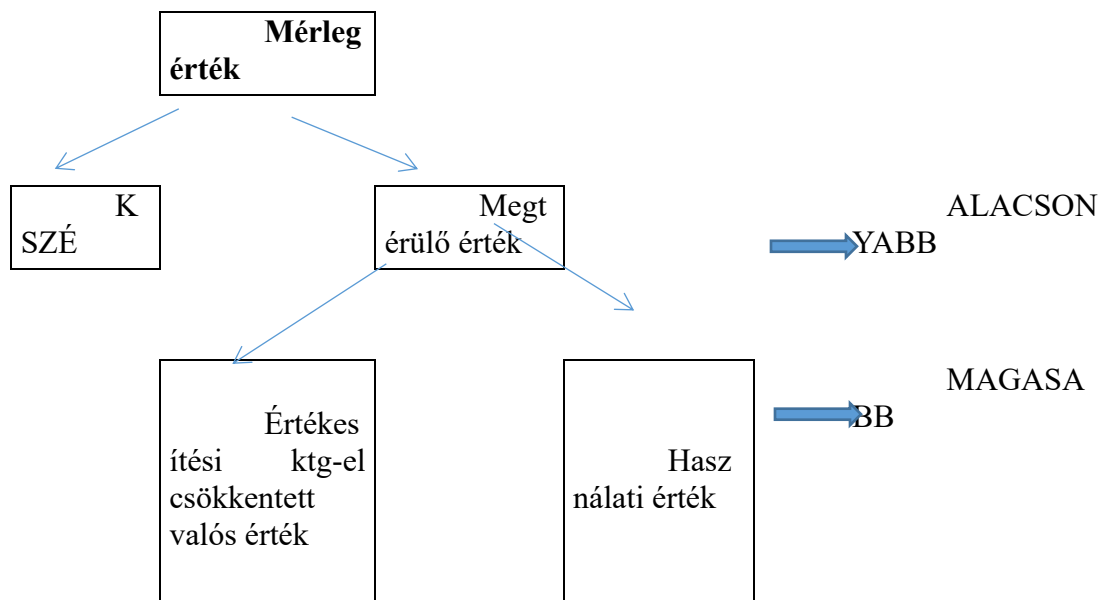 Mérleg
érték
K
SZÉ
Megt
érülő érték
ALACSON
YABB
Értékes
ítési ktg-el
csökkentett
valós érték
Hasz
nálati érték
MAGASA
BB